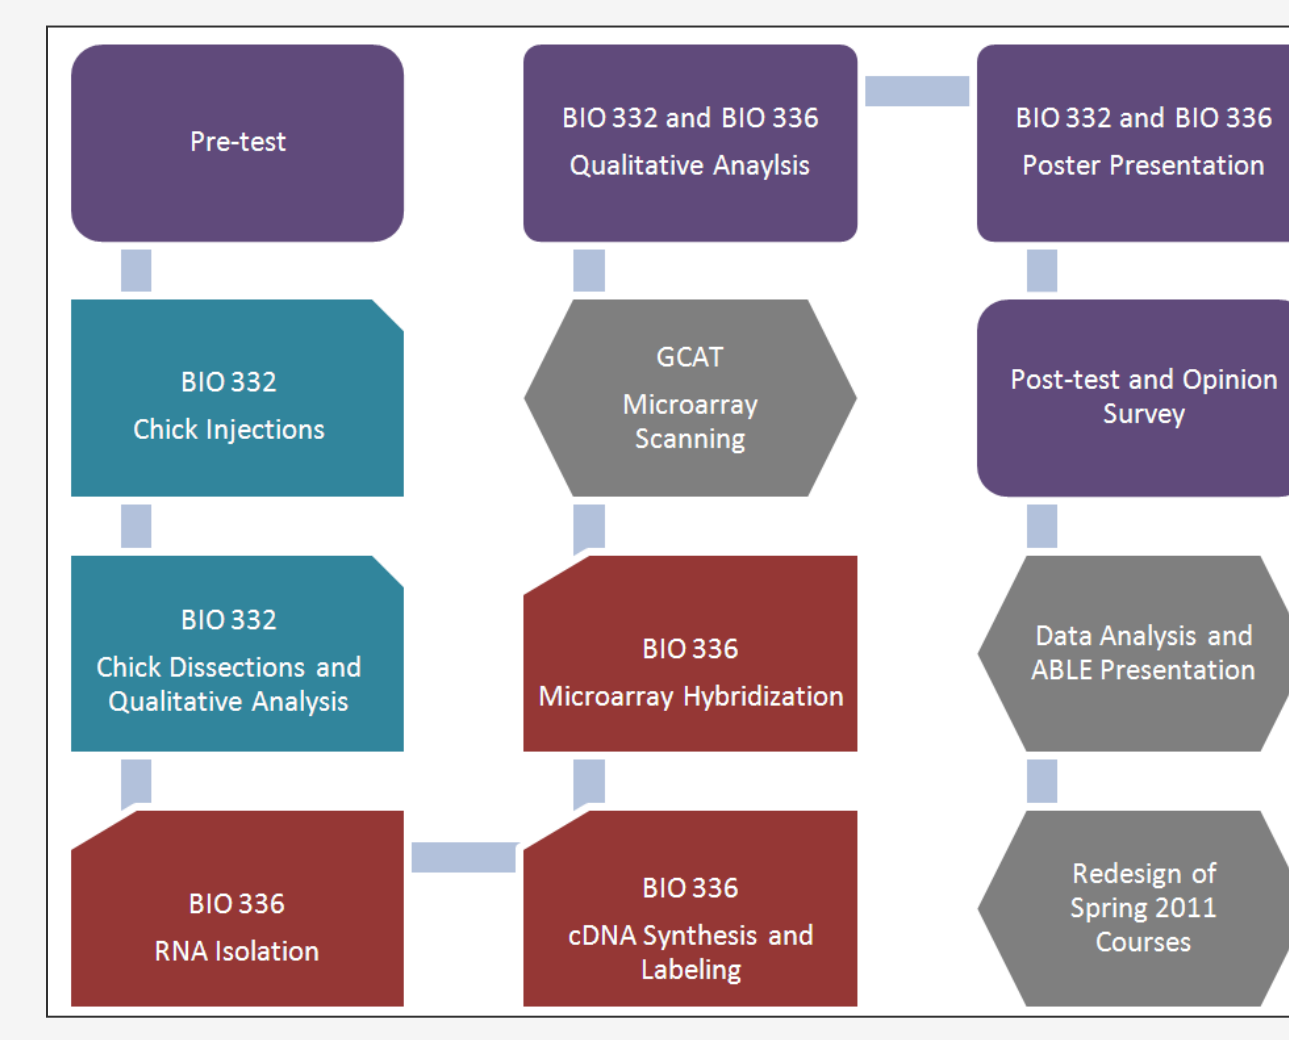 Pre-test
BIO 332
Chick Injections
BIO 332
Chick Dissections and
Qualitative Analysis
BIO 336
RNA Isolation
BIO 336
cDNA Synthesis and
Labeling
BIO 336
Microarray Hybridization
GCAT
Microarray
Scanning
BIO 332 and BIO 336
Qualitative Anaylsis
BIO 332 and BIO 336
Poster Presentation
Post-test and Opinion
Survey
Data Analysis and
ABLE Presentation
Redesign of
Spring 2011
Courses